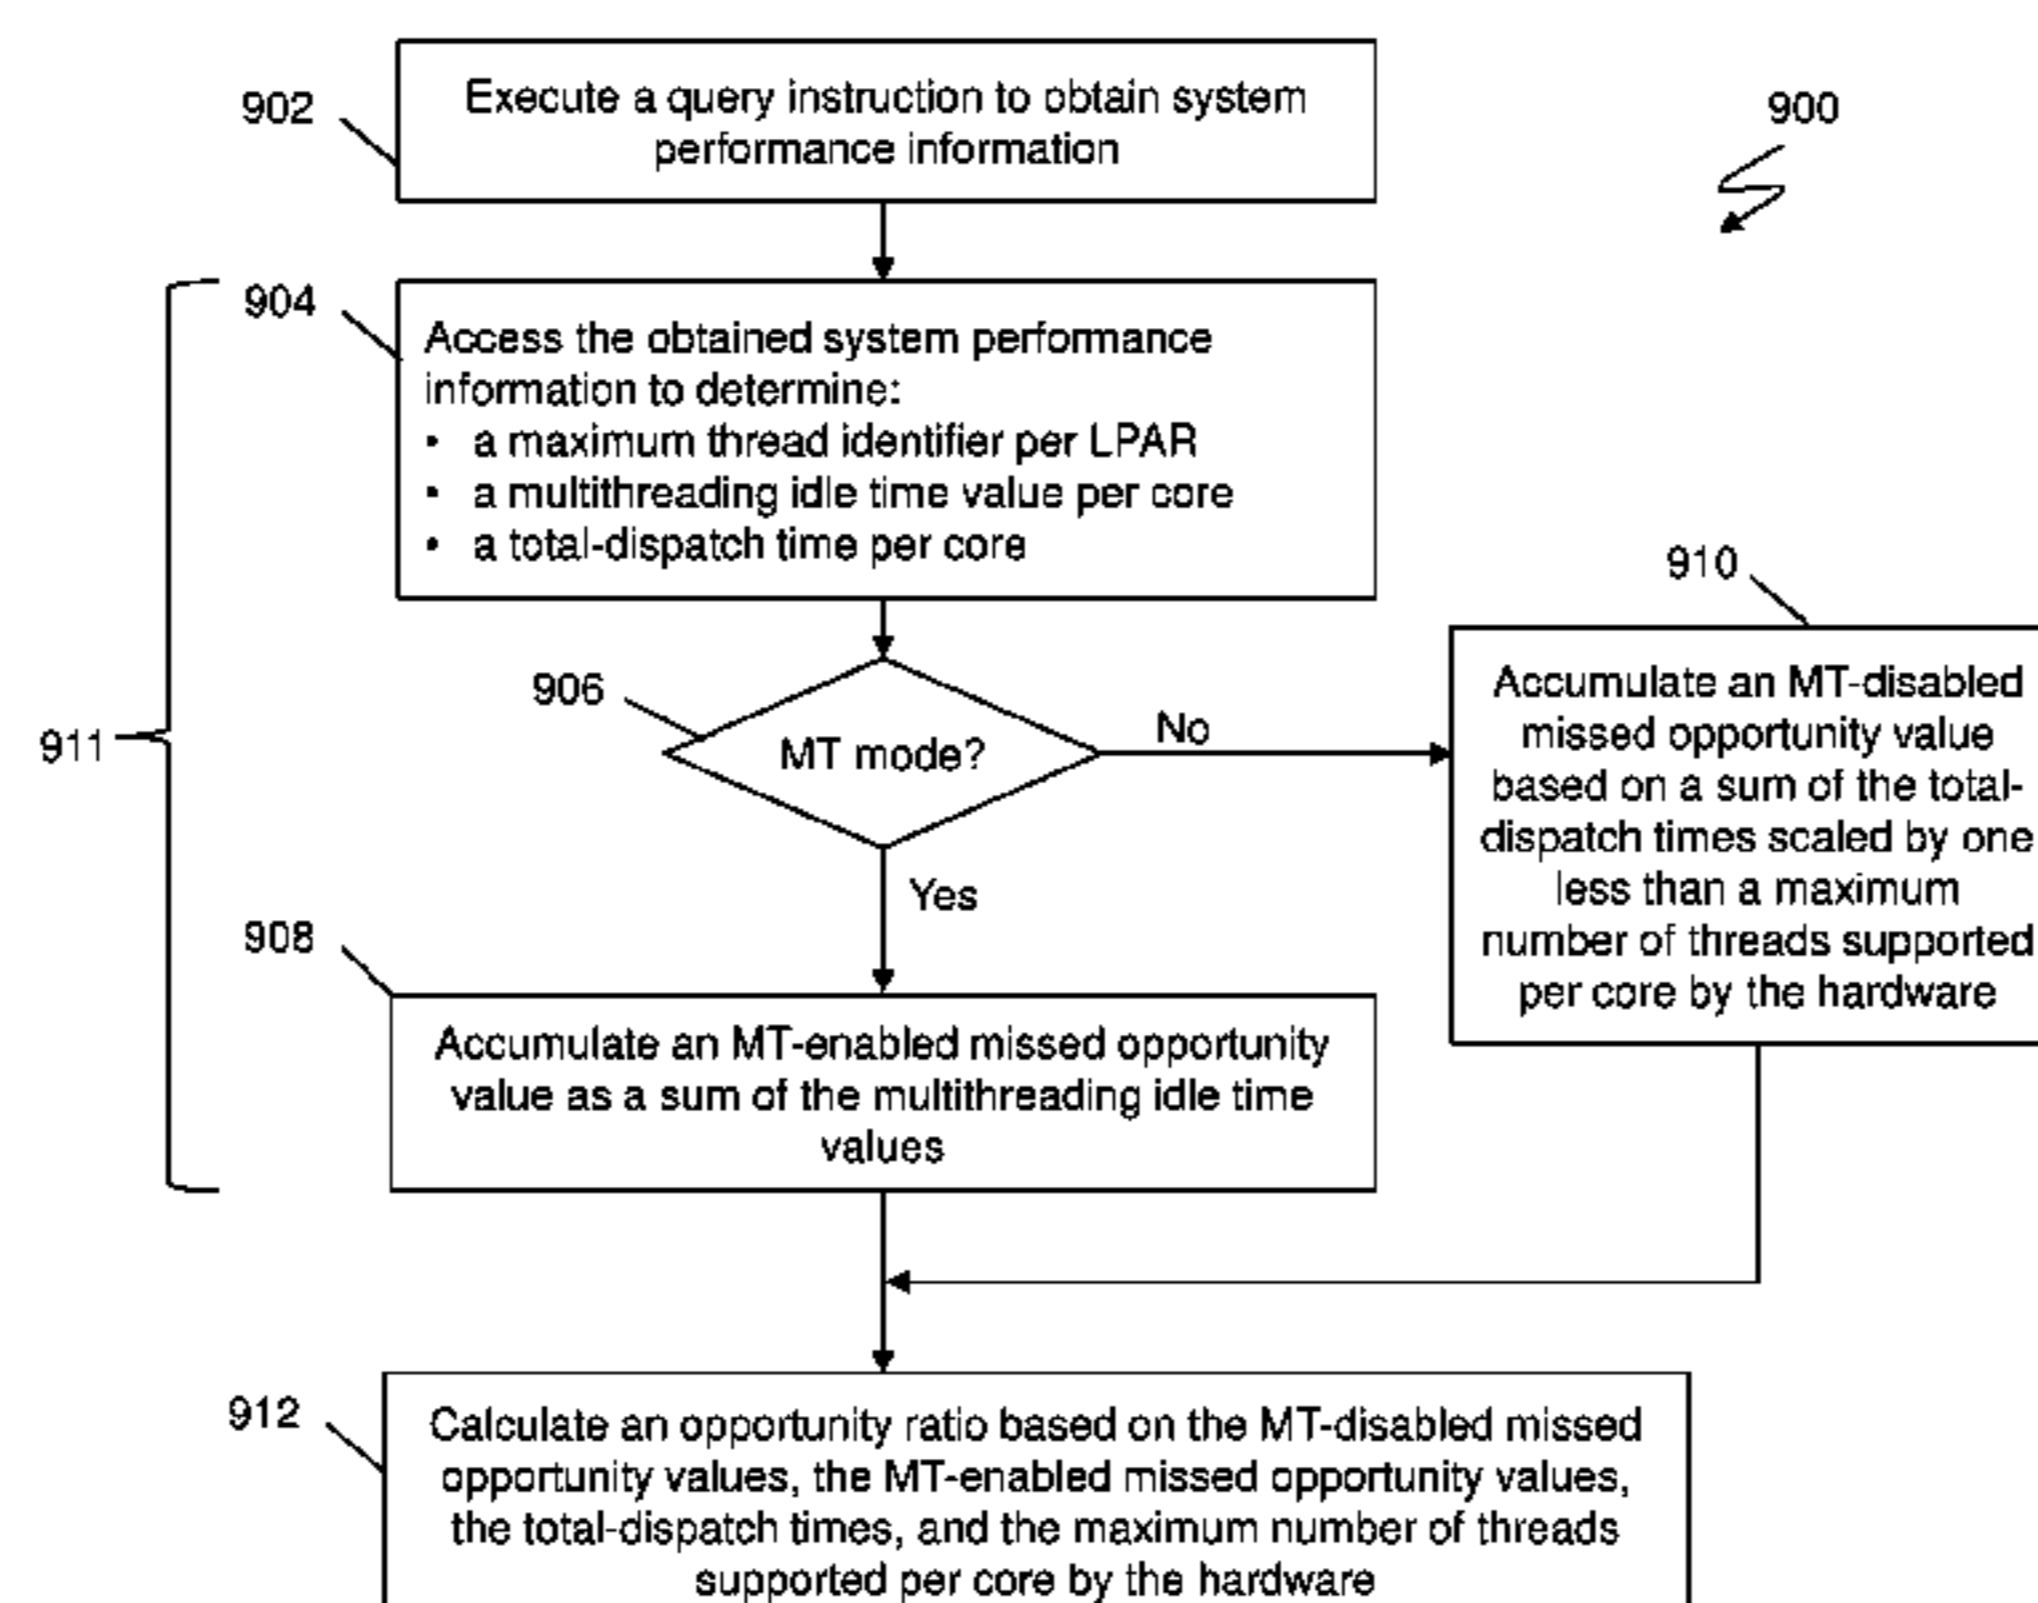 902
Execute a query instruction to obtain system
performance information
900
904
Access the obtained system performance
information to determine:
• a maximum thread identifier per LPAR
• a multithreading idle time value per core
• a total-dispatch time per core
910
Accumulate an MT-disabled
missed opportunity value
based on a sum of the total-
dispatch times scaled by one
less than a maximum
number of threads supported
per core by the hardware
906
MT mode?
No
Yes
911
908
Accumulate an MT-enabled missed opportunity
value as a sum of the multithreading idle time
values
912
Calculate an opportunity ratio based on the MT-disabled missed
opportunity values, the MT-enabled missed opportunity values,
the total-dispatch times, and the maximum number of threads
supported per core by the hardware